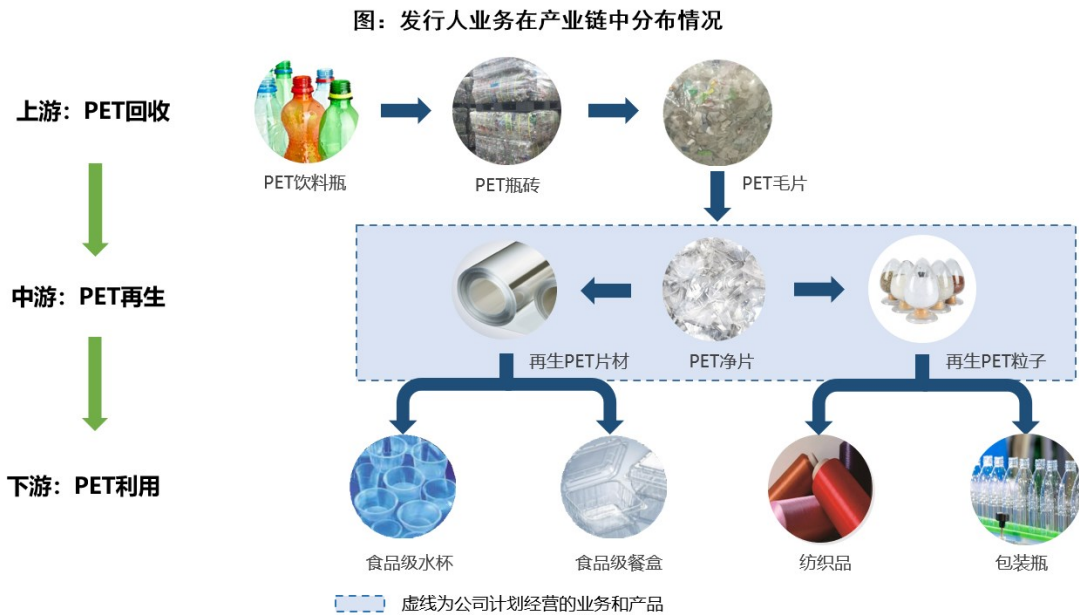 图：发行人业务在产业链中分布情况
上游：PET回收
PET饮料瓶
PET瓶砖
PET毛片
中游：PET再生
再生PET片材
PET净片
再生PET粒子
下游：PET利用
食品级水杯
食品级餐盒
纺织品
包装瓶
虚线为公司计划经营的业务和产品